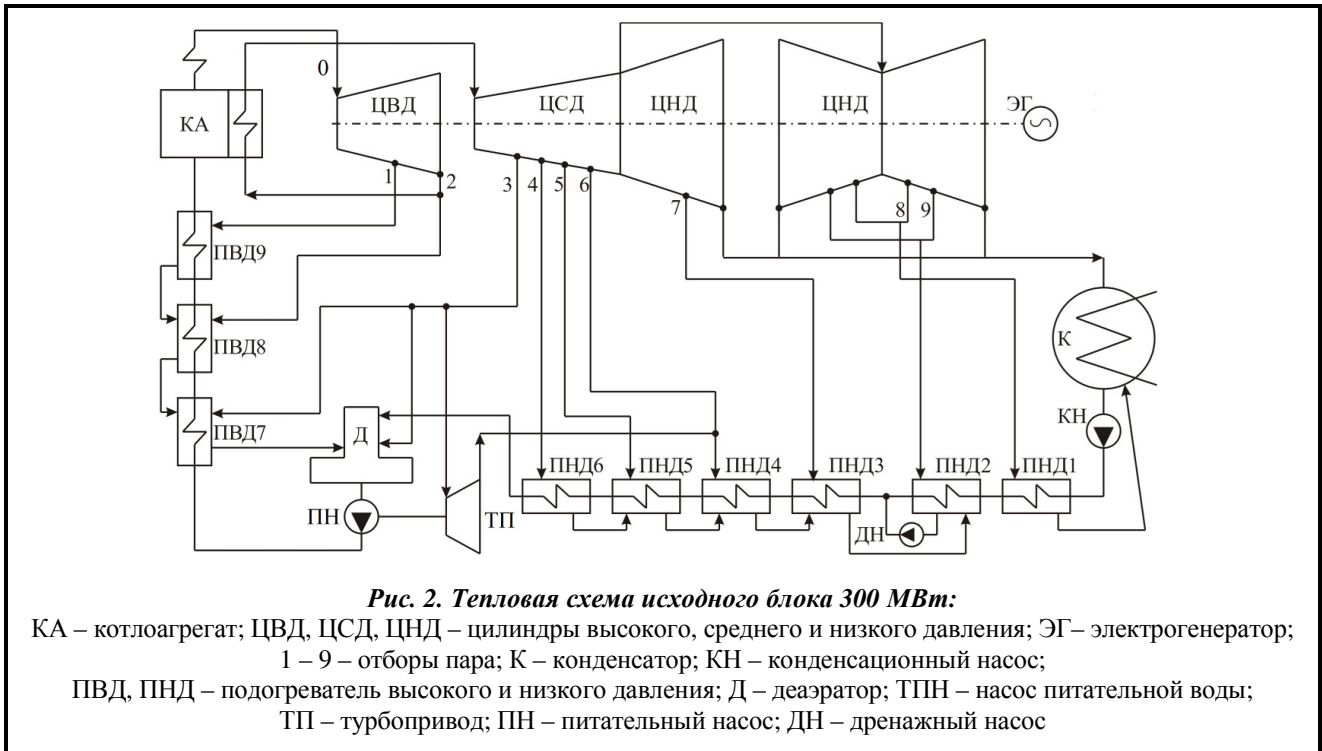 0
ЦВД
ЦСД
ЦНД
ЦНД
ЭГ
КА
1
2
3
4
5
6
7
8
9
ПВД9
ПВД8
ПВД7
Д
К
КН
ПНД6
ПНД5
ПНД4
ПНД3
ПНД2
ПНД1
ПН
ТП
ДН
Рис. 2. Тепловая схема исходного блока 300 МВт:
КА – котлоагрегат; ЦВД, ЦСД, ЦНД – цилиндры высокого, среднего и низкого давления; ЭГ– электрогенератор;
1 – 9 – отборы пара; К – конденсатор; КН – конденсационный насос;
ПВД, ПНД – подогреватель высокого и низкого давления; Д – деаэратор; ТПН – насос питательной воды;
ТП – турбопривод; ПН – питательный насос; ДН – дренажный насос